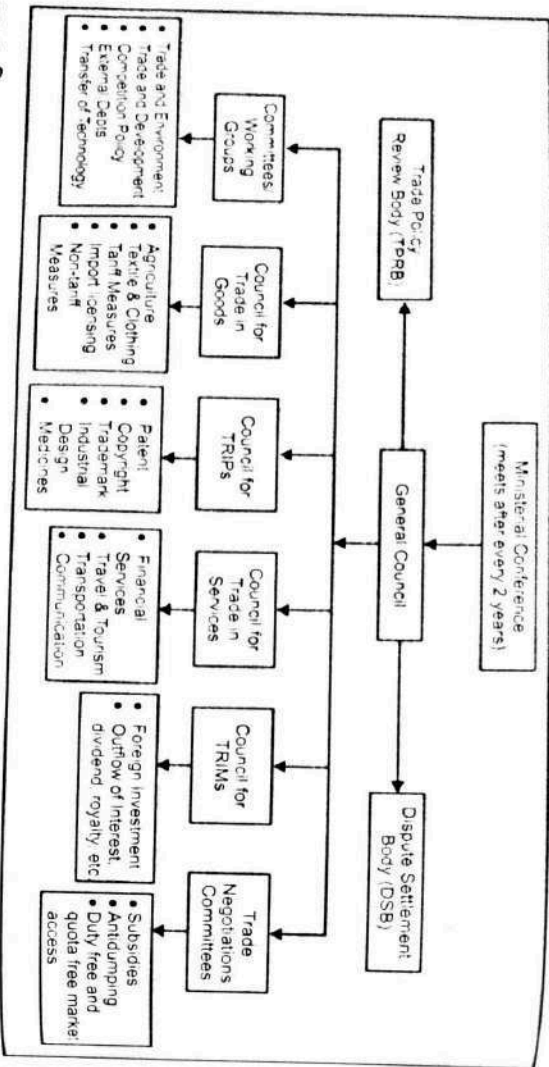 Ministerial Conference
(meets after every 2 years)
Trade Policy
Review Body (TPRB)
General Council
Dispute Settlement
Body (DSB)
Committees/
Working
Groups
Council for
Trade in
Goods
Council for
TRIPs
Council for
Trade in
Services
Council for
TRIMs
Trade
Negotiations
Committees
• Trade and Environment
• Trade and Development
• Competition Policy
• External Debts
• Transfer of Technology
• Agriculture
• Textile & Clothing
• Tariff Measures
• Import licensing
• Non-tariff
Measures
• Patent
• Copyright
• Trademark
• Industrial
Design
• Medicines
• Financial
Services
• Travel & Tourism
• Transportation
• Communication
• Foreign Investment
• Outflow of Interest,
dividend, royalty, etc
• Subsidies
• Antidumping
• Duty free and
quota free market
access